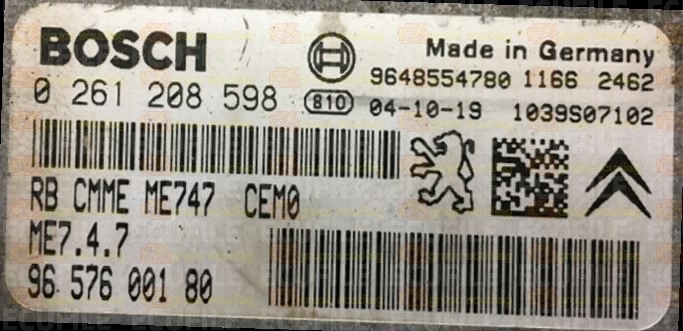 BOSCH
Made in Germany
9648554780 1166 2462
0 261 208 598
810 04-10-19 1039S07102
RB CMME ME747 CEM0
ME7.4.7
96 576 001 80